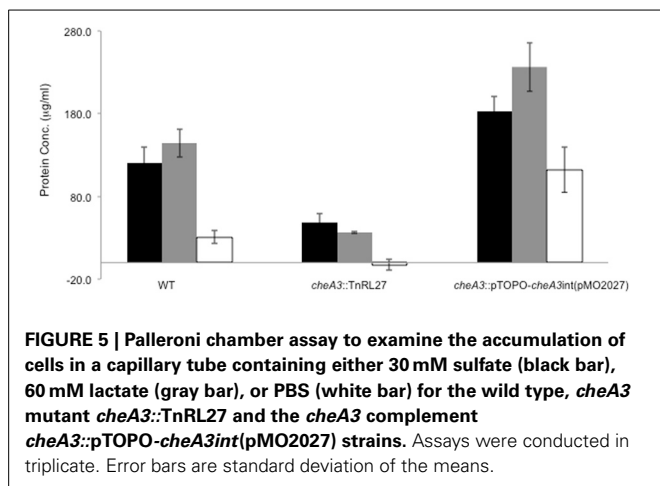 280.0
180.0
80.0
-20.0
Protein Conc. (µg/ml)
WT
cheA3::TnRL27
cheA3::pTOPO-cheA3int(pMO2027)
FIGURE 5 | Palleroni chamber assay to examine the accumulation of
cells in a capillary tube containing either 30 mM sulfate (black bar),
60 mM lactate (gray bar), or PBS (white bar) for the wild type, cheA3
mutant cheA3::TnRL27 and the cheA3 complement
cheA3::pTOPO-cheA3int(pMO2027) strains. Assays were conducted in
triplicate. Error bars are standard deviation of the means.